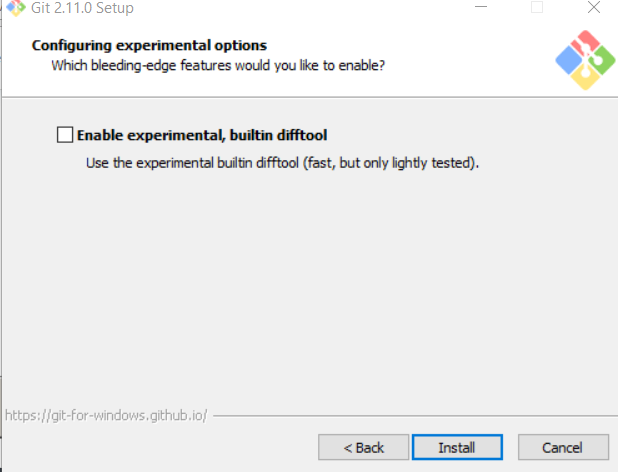 Git 2.11.0 Setup
Configuring experimental options
Which bleeding-edge features would you like to enable?
Enable experimental, builtin difftool
Use the experimental builtin difftool (fast, but only lightly tested).
https://git-for-windows.github.io/
< Back Install Cancel